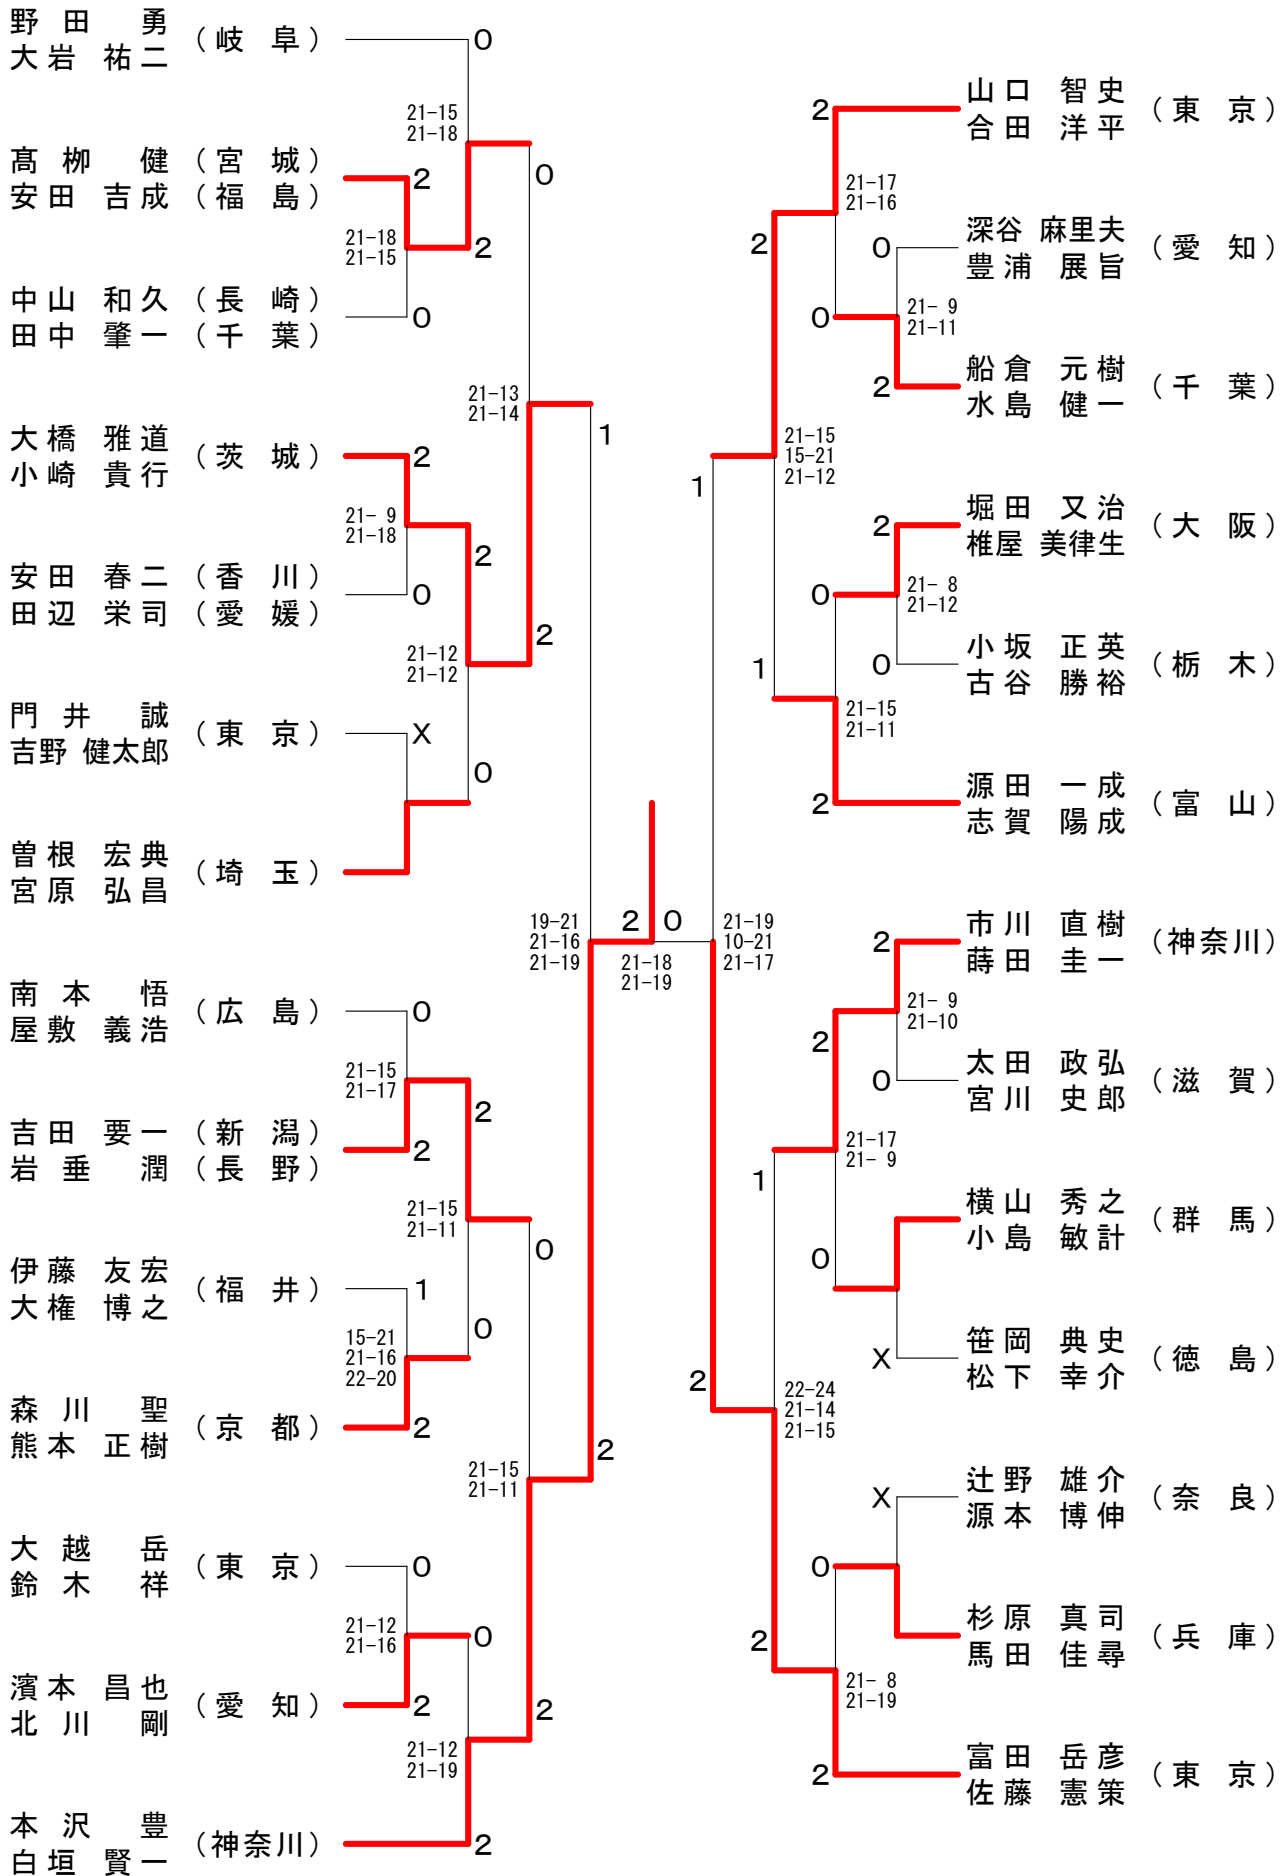 野田 勇
大岩 祐二
（岐 阜）
0
21-15
21-18
髙栁 健（宮 城）
安田 吉成（福 島）
2
0
21-18
21-15
2
中山 和久（長 崎）
田中 肇一（千 葉）
0
21-13
21-14
1
大橋 雅道
小崎 貴行
（茨 城）
2
21- 9
21-18
2
安田 春二（香 川）
田辺 栄司（愛 媛）
0
2
21-12
21-12
門井 誠
吉野 健太郎
（東 京）
X
0
曽根 宏典
宮原 弘昌
（埼 玉）
19-21
21-16
21-19
2
0
21-18
21-19
南本 悟
屋敷 義浩
（広 島）
0
21-15
21-17
2
吉田 要一（新 潟）
岩垂 潤（長 野）
2
21-15
21-11
0
伊藤 友宏
大権 博之
（福 井）
1
0
15-21
21-16
22-20
森川 聖
熊本 正樹
（京 都）
2
2
21-15
21-11
大越 岳
鈴木 祥
（東 京）
0
21-12
21-16
0
濱本 昌也
北川 剛
（愛 知）
2
2
21-12
21-19
本沢 豊
白垣 賢一
（神奈川）
2
2
山口 智史
合田 洋平
（東 京）
21-17
21-16
2
0
深谷 麻里夫
豊浦 展旨
（愛 知）
0
21- 9
21-11
2
船倉 元樹
水島 健一
（千 葉）
21-15
15-21
21-12
1
2
堀田 又治
椎屋 美律生
（大 阪）
0
21- 8
21-12
1
0
小坂 正英
古谷 勝裕
（栃 木）
21-15
21-11
2
源田 一成
志賀 陽成
（富 山）
21-19
10-21
21-17
2
市川 直樹
蒔田 圭一
（神奈川）
21- 9
21-10
2
0
太田 政弘
宮川 史郎
（滋 賀）
21-17
21- 9
1
横山 秀之
小島 敏計
（群 馬）
0
X
笹岡 典史
松下 幸介
（徳 島）
2
22-24
21-14
21-15
X
辻野 雄介
源本 博伸
（奈 良）
0
杉原 真司
馬田 佳尋
（兵 庫）
2
21- 8
21-19
2
富田 岳彦
佐藤 憲策
（東 京）